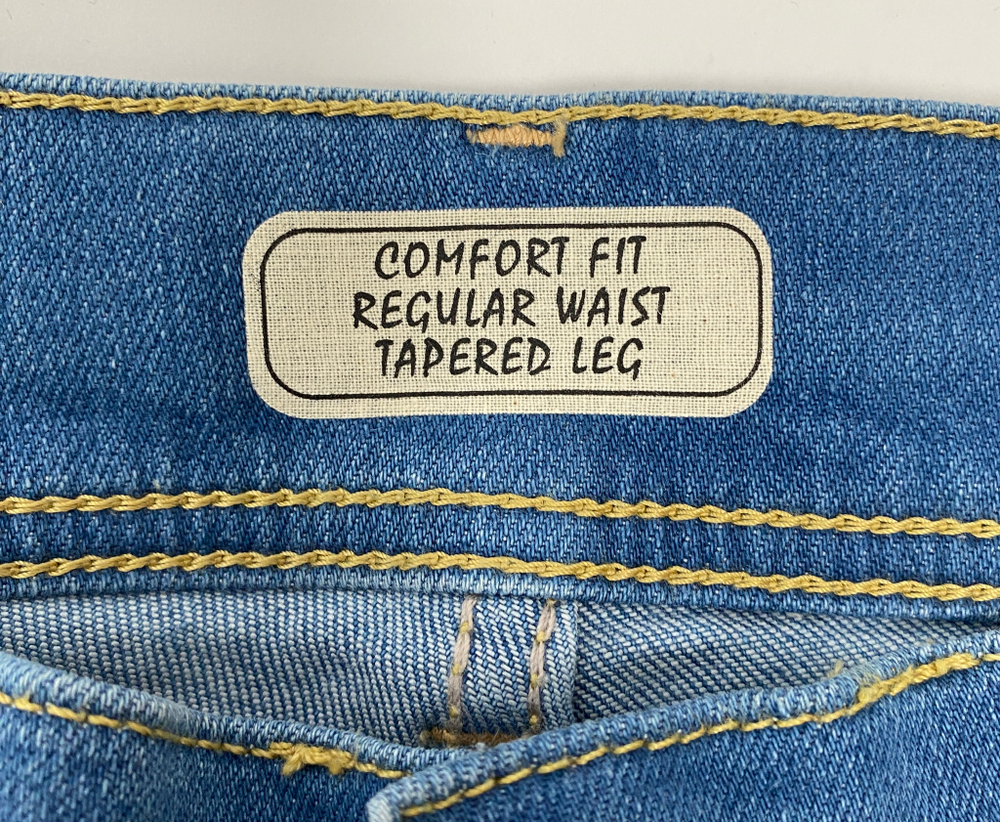 COMFORT FIT
REGULAR WAIST
TAPERED LEG